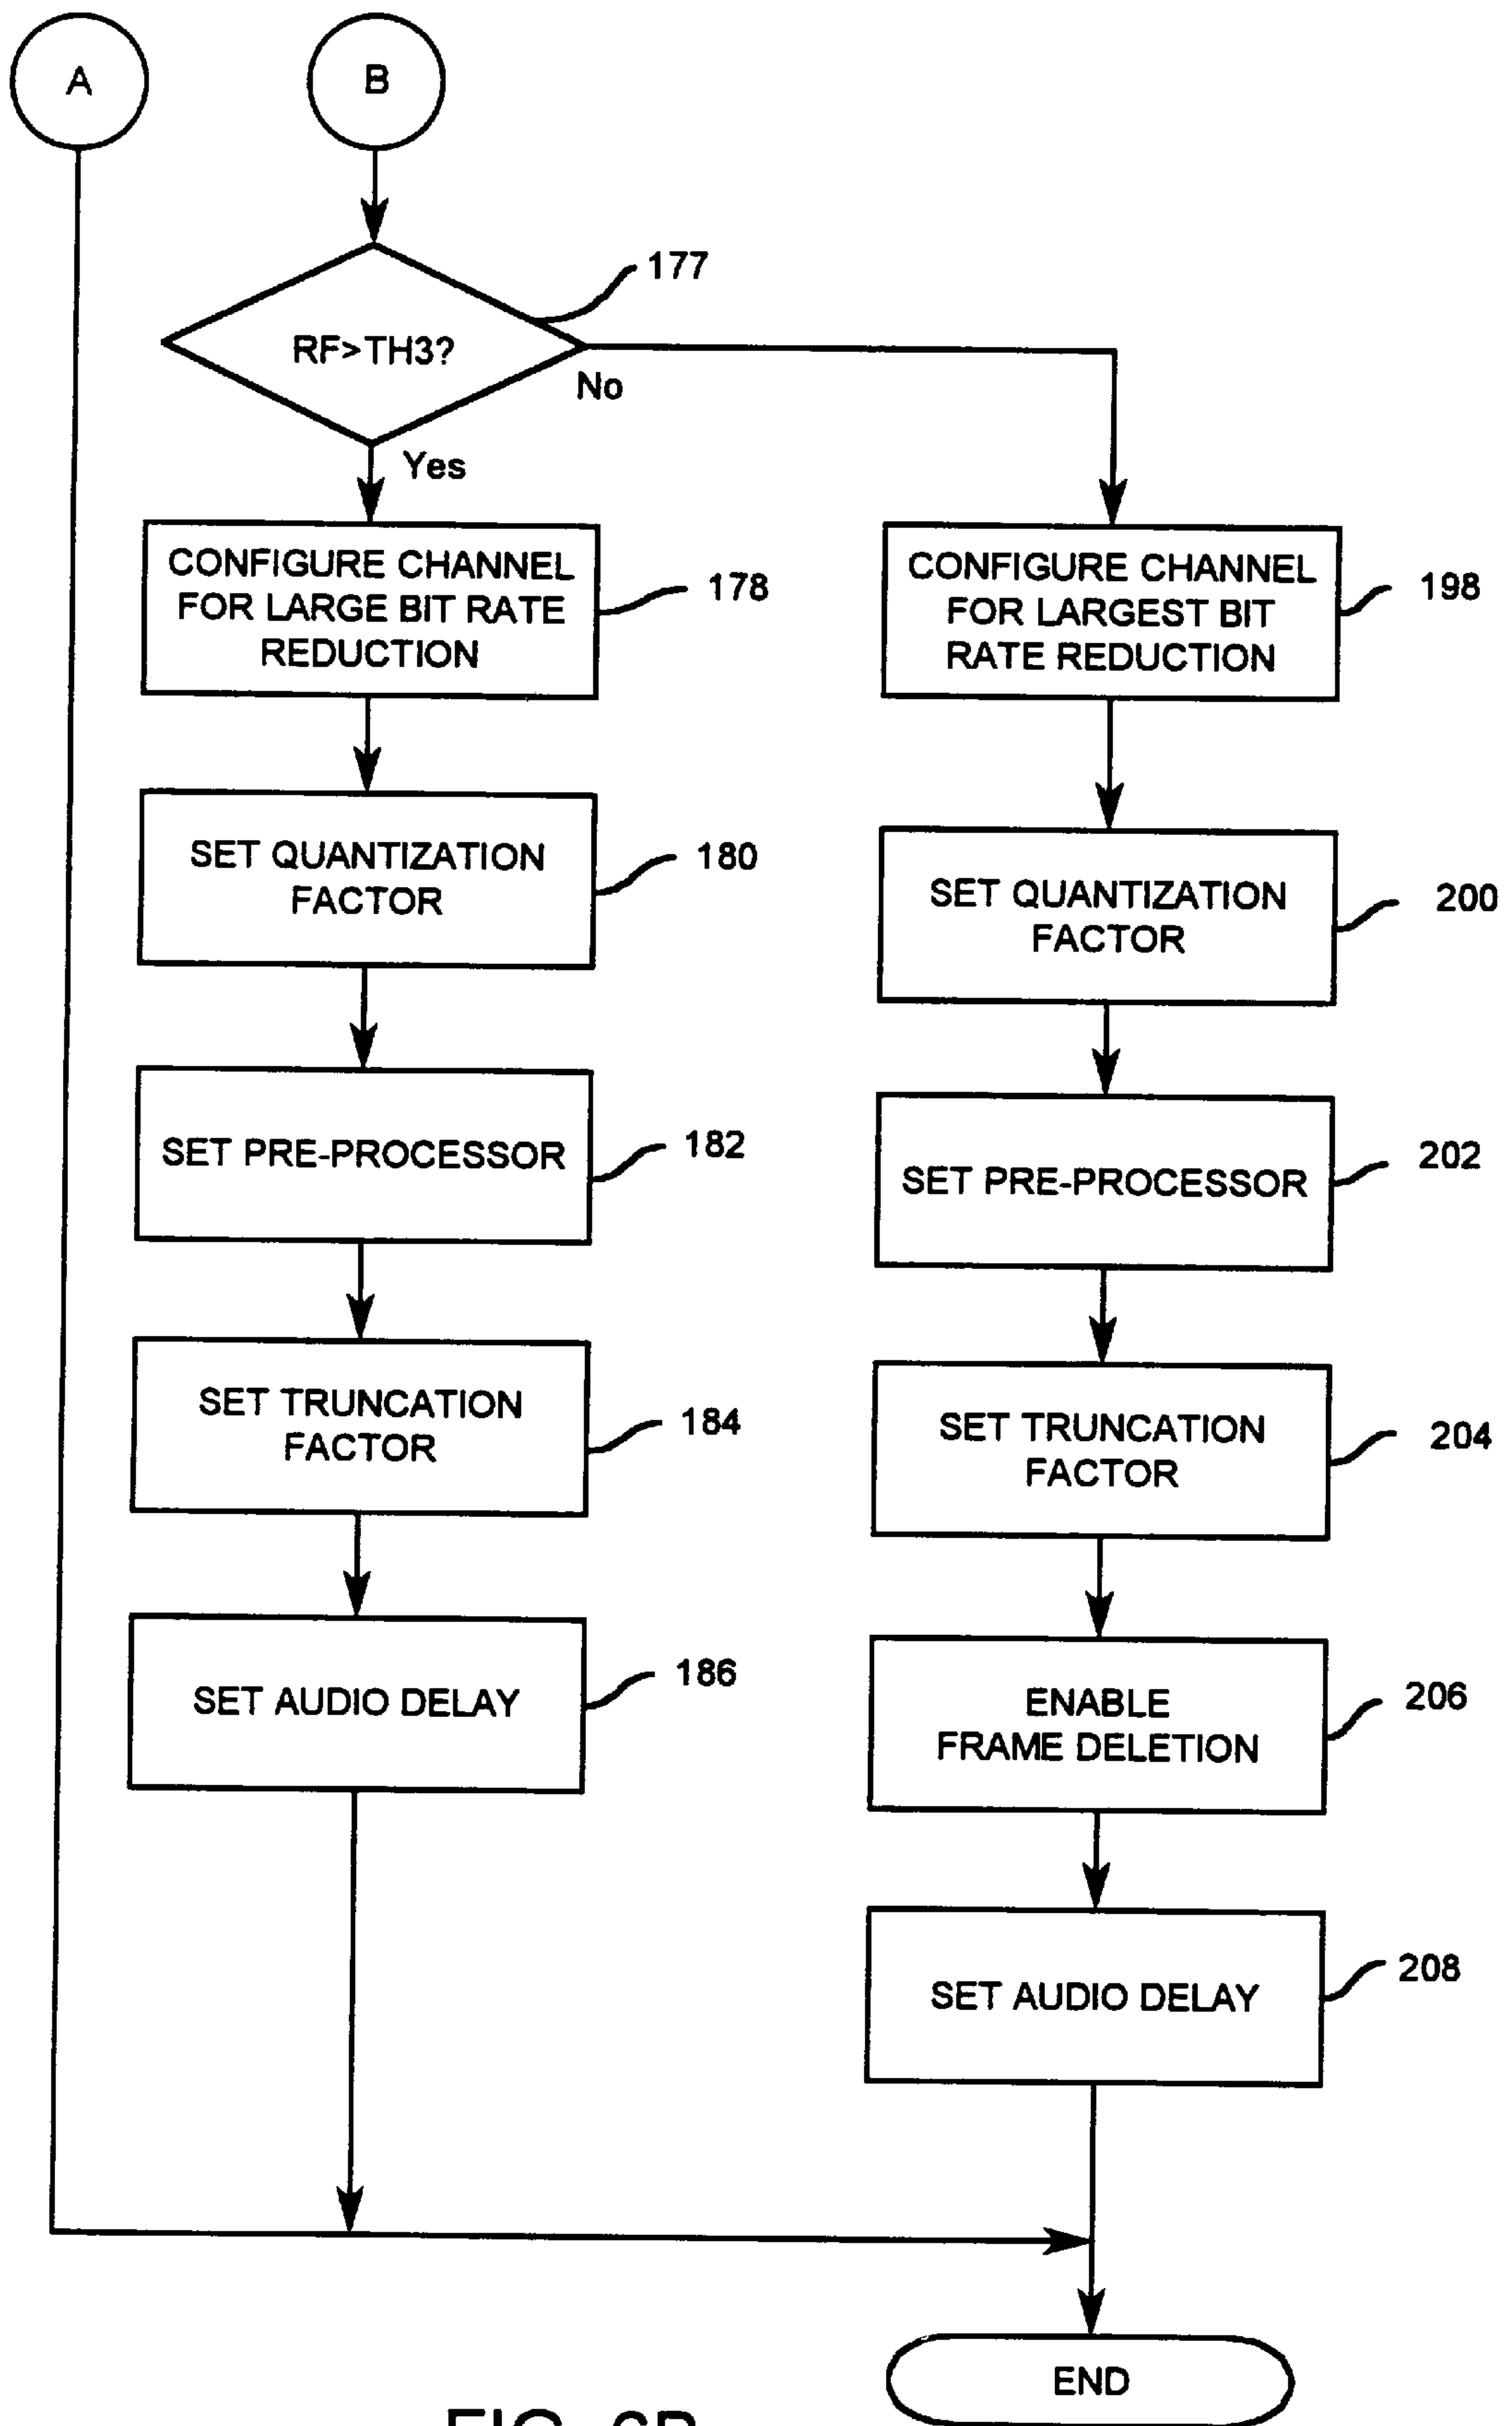 A
B
177
RF>TH3?
No
Yes
CONFIGURE CHANNEL
FOR LARGE BIT RATE
REDUCTION
178
CONFIGURE CHANNEL
FOR LARGEST BIT
RATE REDUCTION
198
SET QUANTIZATION
FACTOR
180
SET QUANTIZATION
FACTOR
200
SET PRE-PROCESSOR
182
SET PRE-PROCESSOR
202
SET TRUNCATION
FACTOR
184
SET TRUNCATION
FACTOR
204
SET AUDIO DELAY
186
ENABLE
FRAME DELETION
206
SET AUDIO DELAY
208
END
FIG. 6B